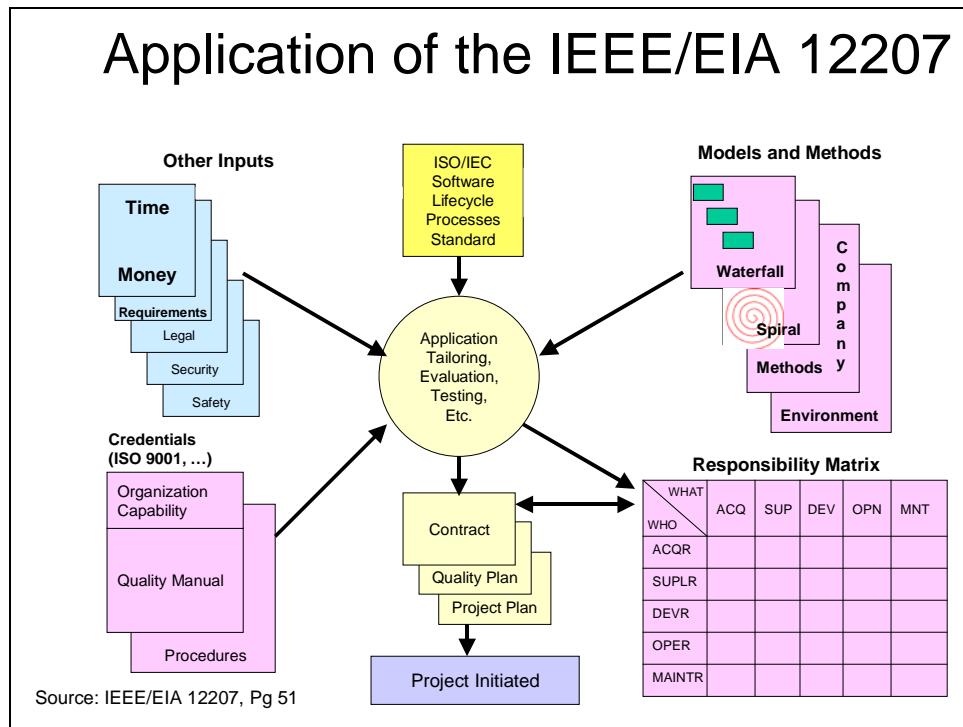 Application of the IEEE/EIA 12207
Other Inputs
Time
Money
Requirements
Legal
Security
Safety
ISO/IEC
Software
Lifecycle
Processes
Standard
Models and Methods
Waterfall
Spiral
Methods
Company
Environment
Application
Tailoring,
Evaluation,
Testing,
Etc.
Credentials
(ISO 9001, …)
Organization
Capability
Quality Manual
Procedures
Contract
Quality Plan
Project Plan
Project Initiated
Responsibility Matrix
WHAT
WHO
ACQ SUP DEV OPN MNT
ACQR
SUPLR
DEVR
OPER
MAINTR
Source: IEEE/EIA 12207, Pg 51